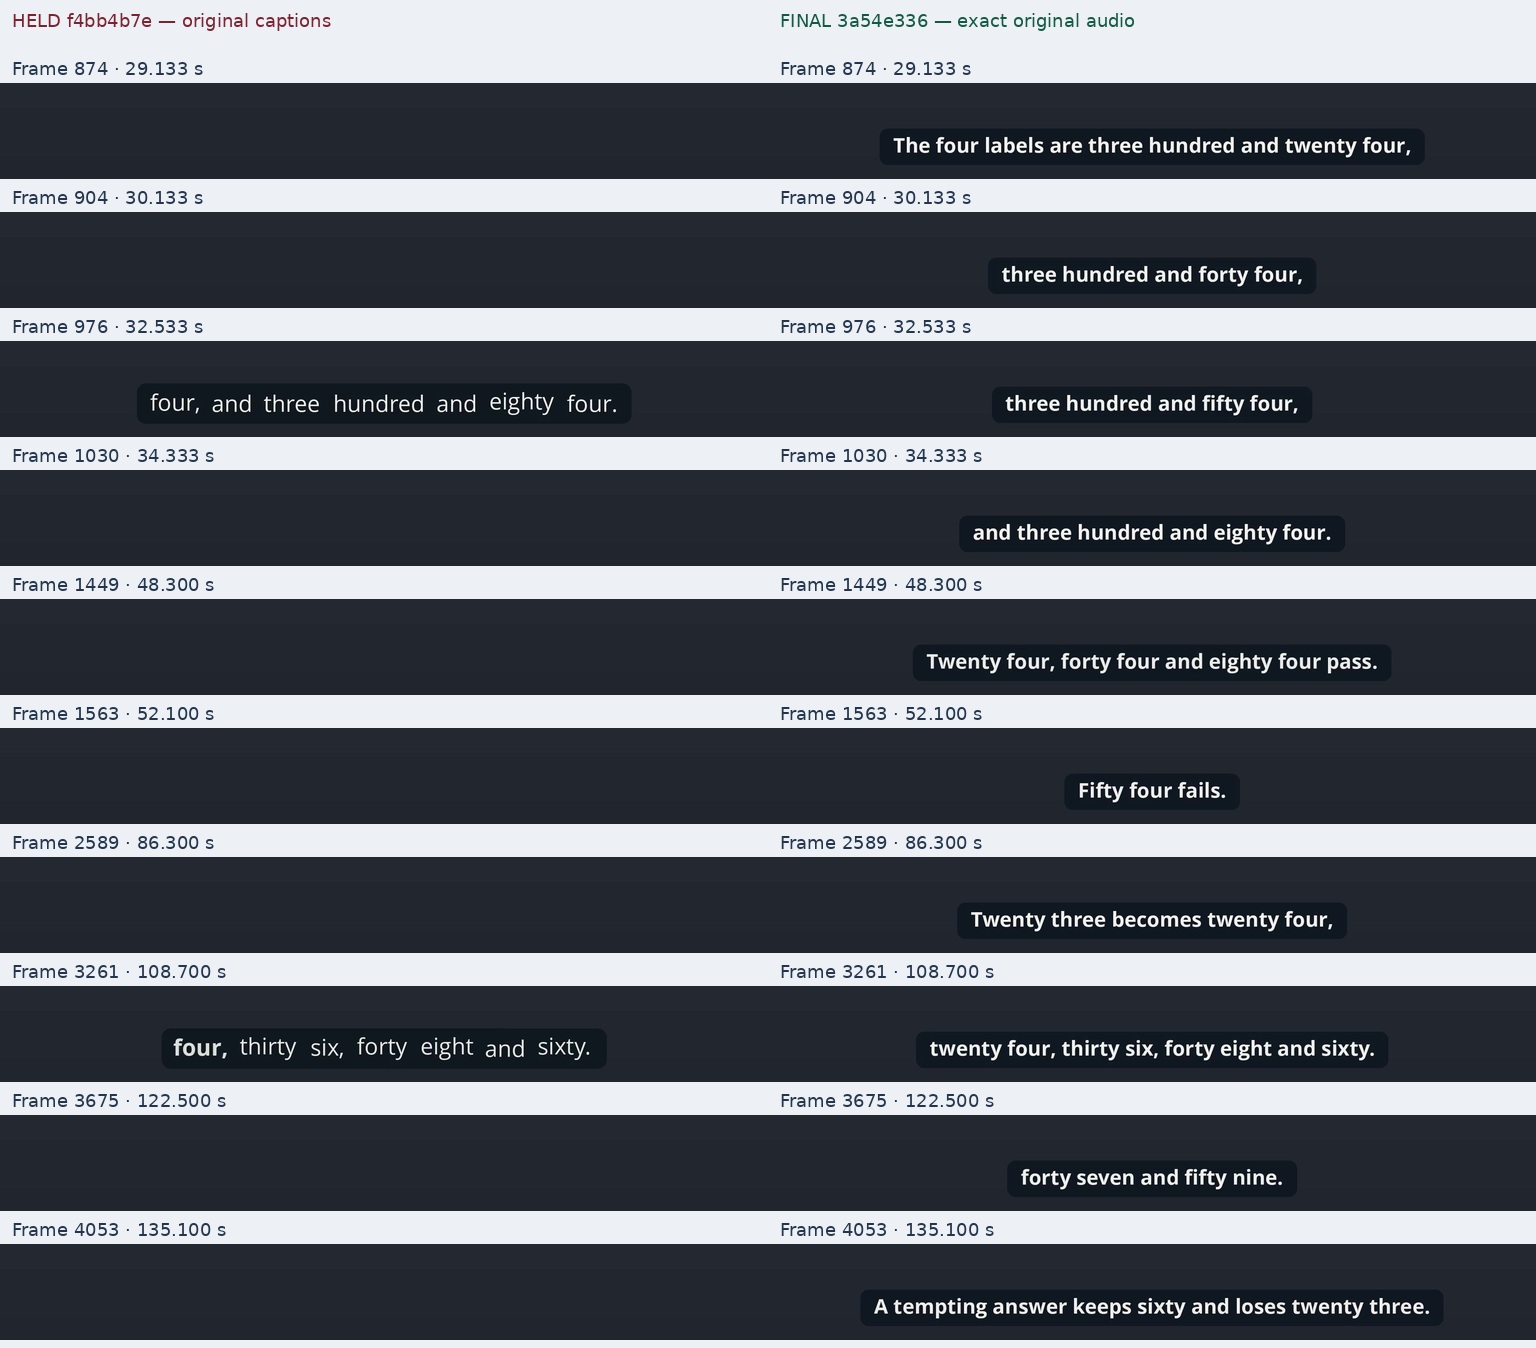 HELD f4bb4b7e — original captions
FINAL 3a54e336 — exact original audio
Frame 874 · 29.133 s
Frame 874 · 29.133 s
The four labels are three hundred and twenty four,
Frame 904 · 30.133 s
Frame 904 · 30.133 s
three hundred and forty four,
Frame 976 · 32.533 s
Frame 976 · 32.533 s
four, and three hundred and eighty four.
three hundred and fifty four,
Frame 1030 · 34.333 s
Frame 1030 · 34.333 s
and three hundred and eighty four.
Frame 1449 · 48.300 s
Frame 1449 · 48.300 s
Twenty four, forty four and eighty four pass.
Frame 1563 · 52.100 s
Frame 1563 · 52.100 s
Fifty four fails.
Frame 2589 · 86.300 s
Frame 2589 · 86.300 s
Twenty three becomes twenty four,
Frame 3261 · 108.700 s
Frame 3261 · 108.700 s
four, thirty six, forty eight and sixty.
twenty four, thirty six, forty eight and sixty.
Frame 3675 · 122.500 s
Frame 3675 · 122.500 s
forty seven and fifty nine.
Frame 4053 · 135.100 s
Frame 4053 · 135.100 s
A tempting answer keeps sixty and loses twenty three.